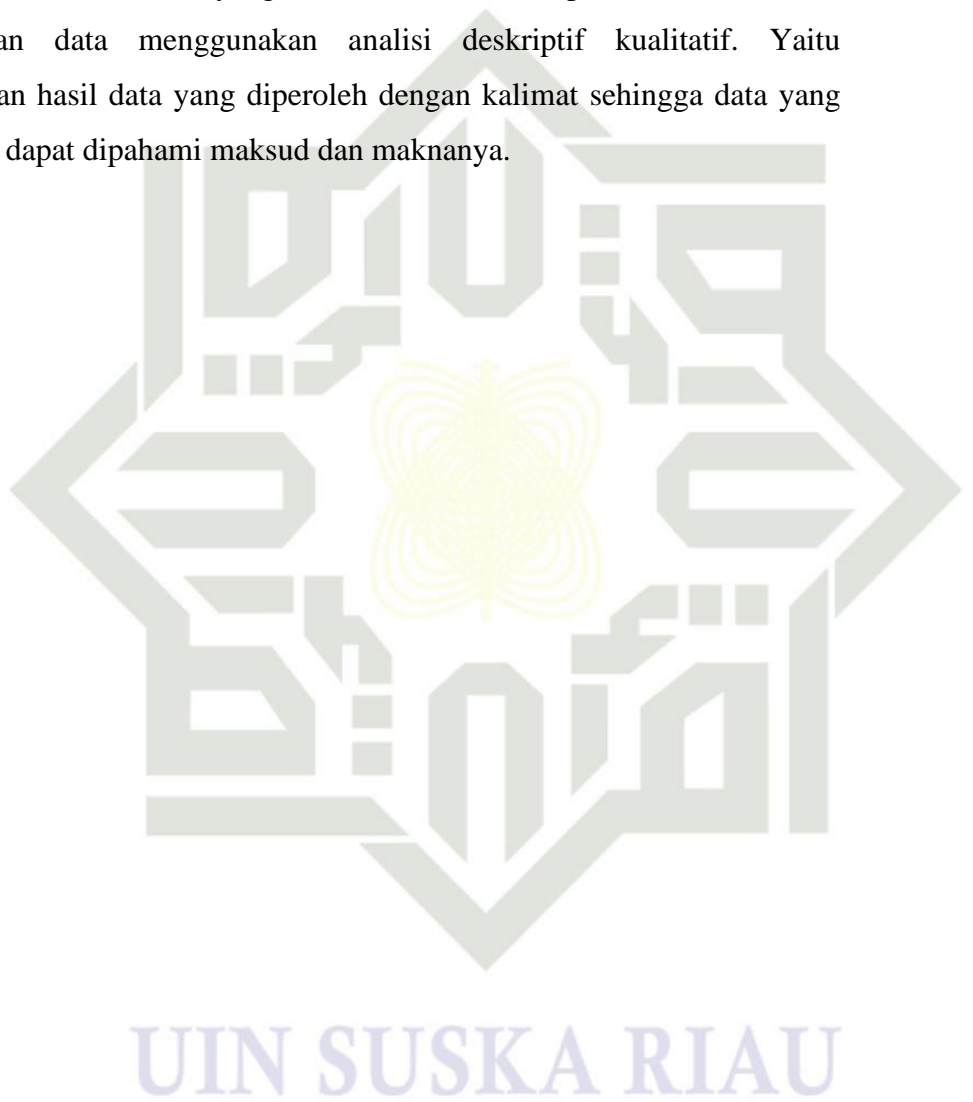 an data menggunakan analisi deskriptif kualitatif. Yaitu
an hasil data yang diperoleh dengan kalimat sehingga data yang
dapat dipahami maksud dan maknanya.
UIN SUSKA RIAU